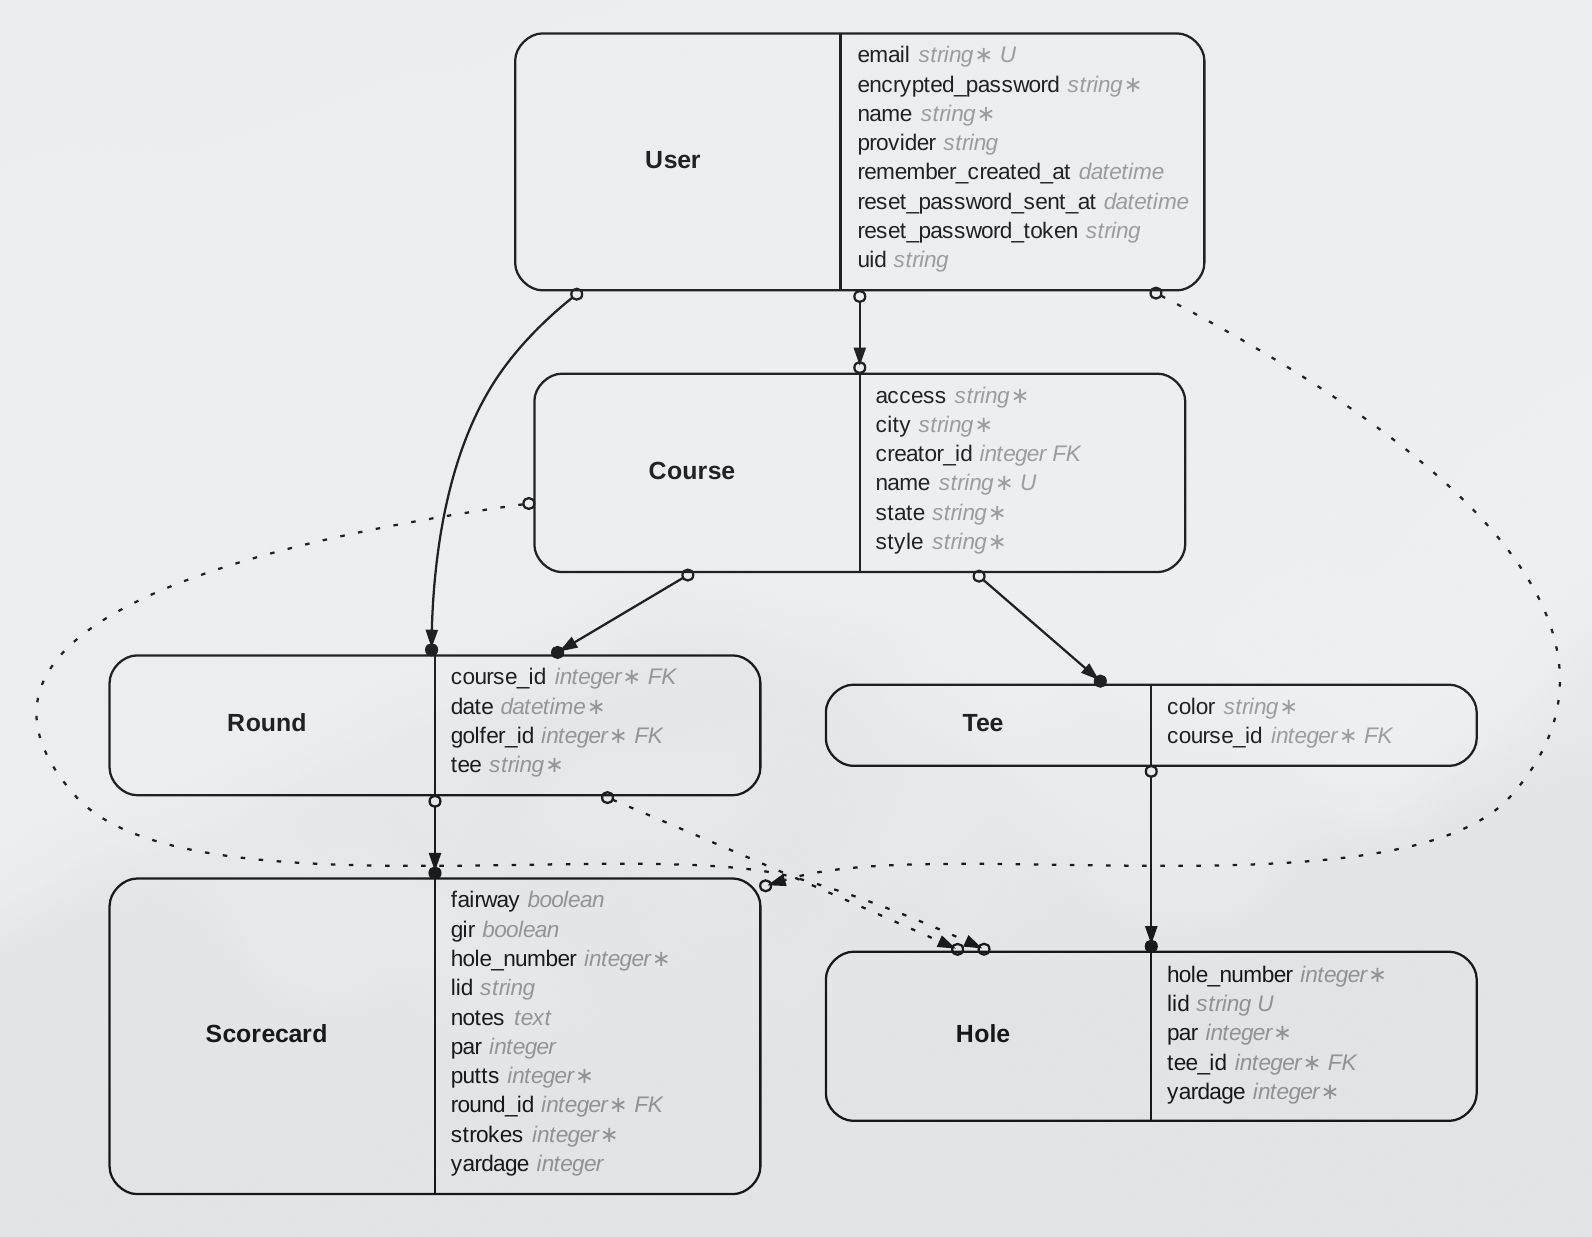 User
email string∗ U
encrypted_password string∗
name string∗
provider string
remember_created_at datetime
reset_password_sent_at datetime
reset_password_token string
uid string
Course
access string∗
city string∗
creator_id integer FK
name string∗ U
state string∗
style string∗
Round
course_id integer∗ FK
date datetime∗
golfer_id integer∗ FK
tee string∗
Tee
color string∗
course_id integer∗ FK
Scorecard
fairway boolean
gir boolean
hole_number integer∗
lid string
notes text
par integer
putts integer∗
round_id integer∗ FK
strokes integer∗
yardage integer
Hole
hole_number integer∗
lid string U
par integer∗
tee_id integer∗ FK
yardage integer∗